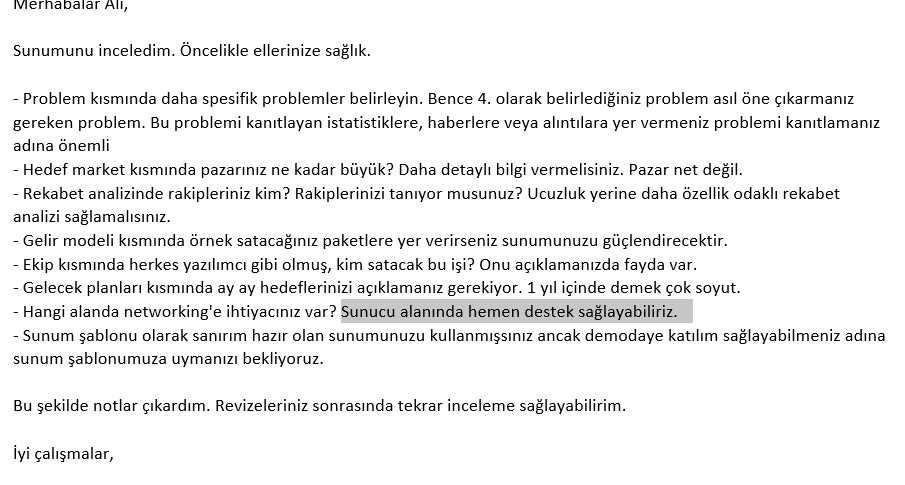 Merhabalar Ali,
Sunumunu inceledim. Öncelikle ellerinize sağlık.
- Problem kısmında daha spesifik problemler belirleyin. Bence 4. olarak belirlediğiniz problem asıl öne çıkarmanız
gereken problem. Bu problemi kanıtlayan istatistiklere, haberlere veya alıntılara yer vermeniz problemi kanıtlamanız
adına önemli
- Hedef market kısmında pazarınız ne kadar büyük? Daha detaylı bilgi vermelisiniz. Pazar net değil.
- Rekabet analizinde rakipleriniz kim? Rakiplerinizi tanıyor musunuz? Ucuzluk yerine daha özellik odaklı rekabet
analizi sağlamalısınız.
- Gelir modeli kısmında örnek satacağınız paketlere yer verirseniz sunumunuzu güçlendirecektir.
- Ekip kısmında herkes yazılımcı gibi olmuş, kim satacak bu işi? Onu açıklamanızda fayda var.
- Gelecek planları kısmında ay ay hedeflerinizi açıklamanız gerekiyor. 1 yıl içinde demek çok soyut.
- Hangi alanda networking'e ihtiyacınız var? Sunucu alanında hemen destek sağlayabiliriz.
- Sunum şablonu olarak sanırım hazır olan sunumunuzu kullanmışsınız ancak demodaye katılım sağlayabilmeniz adına
sunum şablonumuza uymanızı bekliyoruz.
Bu şekilde notlar çıkardım. Revizeleriniz sonrasında tekrar inceleme sağlayabilirim.
İyi çalışmalar,